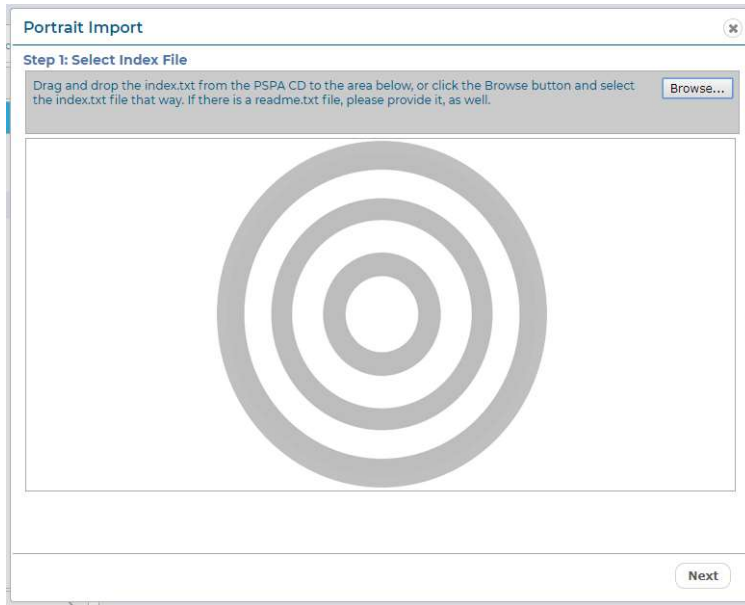 Portrait Import
Step 1: Select Index File
Drag and drop the index.txt from the PSPA CD to the area below, or click the Browse button and select
the index.txt file that way. If there is a readme.txt file, please provide it, as well.
Browse...
Next